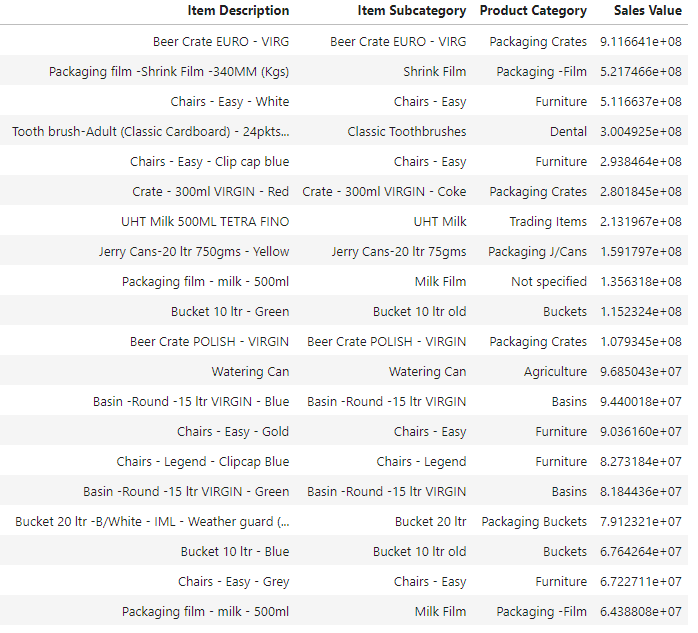 Item Description Item Subcategory Product Category Sales Value
Beer Crate EURO - VIRG Beer Crate EURO - VIRG Packaging Crates 9.116641e+08
Packaging film -Shrink Film -340MM (Kgs) Shrink Film Packaging -Film 5.217466e+08
Chairs - Easy - White Chairs - Easy Furniture 5.116637e+08
Tooth brush-Adult (Classic Cardboard) - 24pkts... Classic Toothbrushes Dental 3.004925e+08
Chairs - Easy - Clip cap blue Chairs - Easy Furniture 2.938464e+08
Crate - 300ml VIRGIN - Red Crate - 300ml VIRGIN - Coke Packaging Crates 2.801845e+08
UHT Milk 500ML TETRA FINO UHT Milk Trading Items 2.131967e+08
Jerry Cans-20 ltr 750gms - Yellow Jerry Cans-20 ltr 75gms Packaging J/Cans 1.591797e+08
Packaging film - milk - 500ml Milk Film Not specified 1.356318e+08
Bucket 10 ltr - Green Bucket 10 ltr old Buckets 1.152324e+08
Beer Crate POLISH - VIRGIN Beer Crate POLISH - VIRGIN Packaging Crates 1.079345e+08
Watering Can Watering Can Agriculture 9.685043e+07
Basin -Round -15 ltr VIRGIN - Blue Basin -Round -15 ltr VIRGIN Basins 9.440018e+07
Chairs - Easy - Gold Chairs - Easy Furniture 9.036160e+07
Chairs - Legend - Clipcap Blue Chairs - Legend Furniture 8.273184e+07
Basin -Round -15 ltr VIRGIN - Green Basin -Round -15 ltr VIRGIN Basins 8.184436e+07
Bucket 20 ltr -B/White - IML - Weather guard (... Bucket 20 ltr Packaging Buckets 7.912321e+07
Bucket 10 ltr - Blue Bucket 10 ltr old Buckets 6.764264e+07
Chairs - Easy - Grey Chairs - Easy Furniture 6.722711e+07
Packaging film - milk - 500ml Milk Film Packaging -Film 6.438808e+07